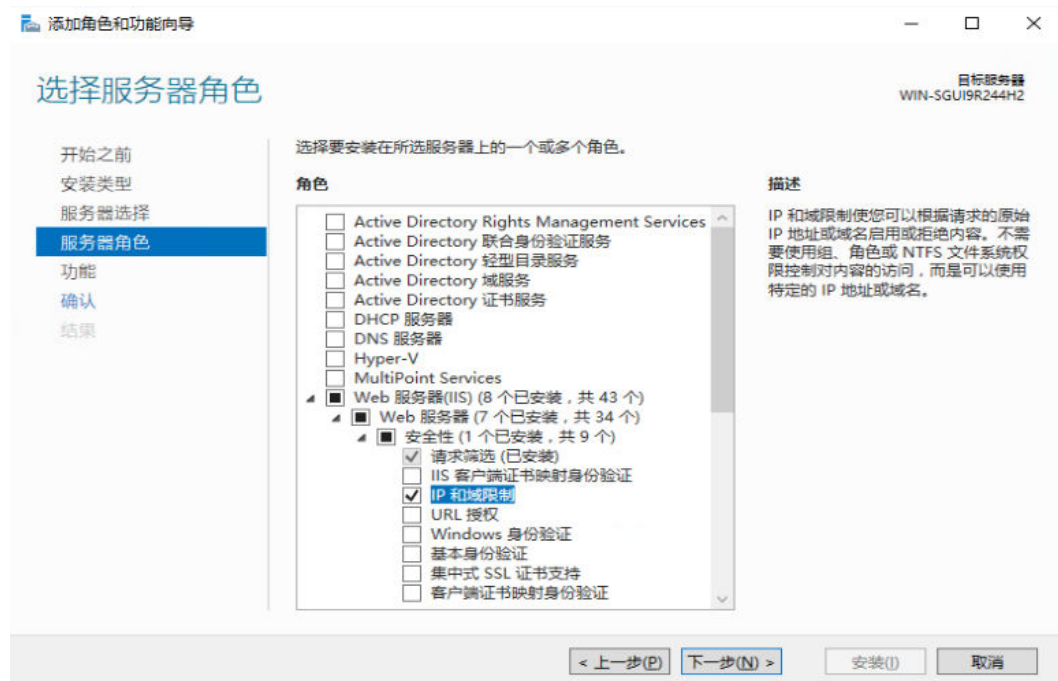 添加角色和功能向导
选择服务器角色
目标服务器
WIN-SGUI9R244H2
开始之前
安装类型
服务器选择
服务器角色
功能
确认
结果
选择要安装在所选服务器上的一个或多个角色。
角色
Active Directory Rights Management Services
Active Directory 联合身份验证服务
Active Directory 轻型目录服务
Active Directory 域服务
Active Directory 证书服务
DHCP 服务器
DNS 服务器
Hyper-V
MultiPoint Services
Web 服务器(IIS) (8 个已安装，共 43 个)
Web 服务器 (7 个已安装，共 34 个)
安全性 (1 个已安装，共 9 个)
请求筛选 (已安装)
IIS 客户端证书映射身份验证
IP 和域限制
URL 授权
Windows 身份验证
基本身份验证
集中式 SSL 证书支持
客户端证书映射身份验证
描述
IP 和域限制使您可以根据请求的原始
IP 地址或域名启用或拒绝内容。不需
要使用组、角色或 NTFS 文件系统权
限控制对内容的访问，而是可以使用
特定的 IP 地址或域名。
< 上一步(P)
下一步(N) >
安装(I)
取消